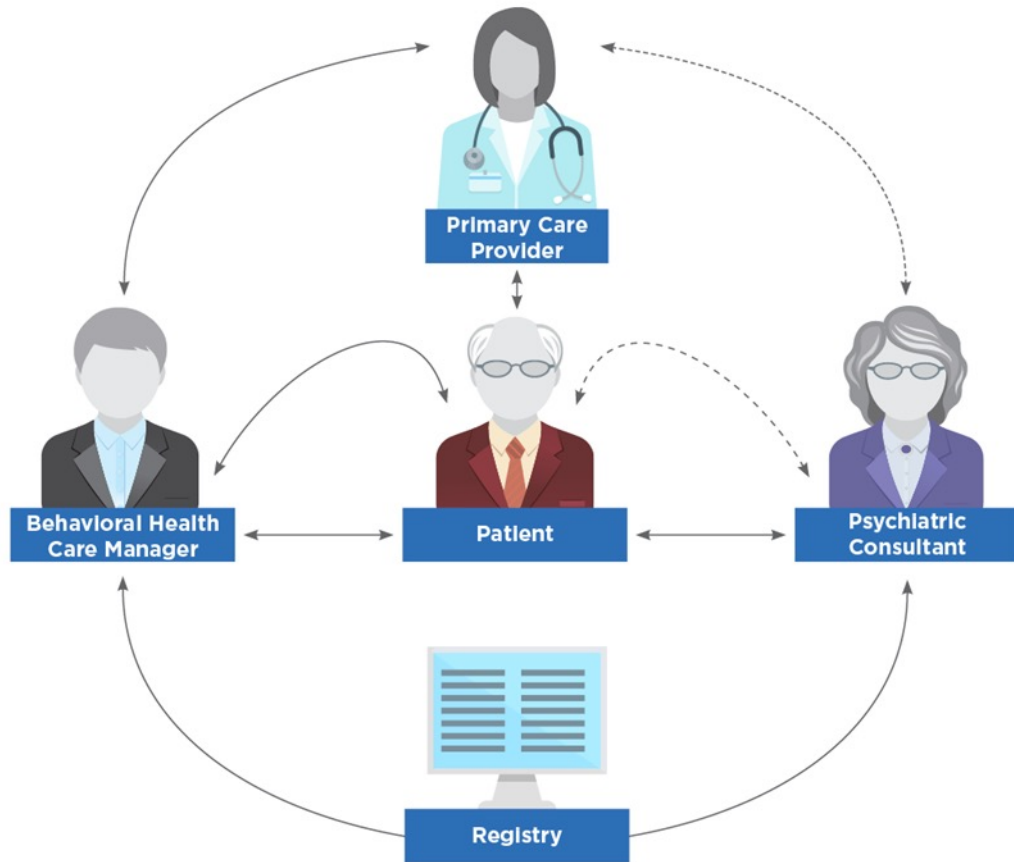 Primary Care
Provider
Behavioral Health
Care Manager
Patient
Psychiatric
Consultant
Registry